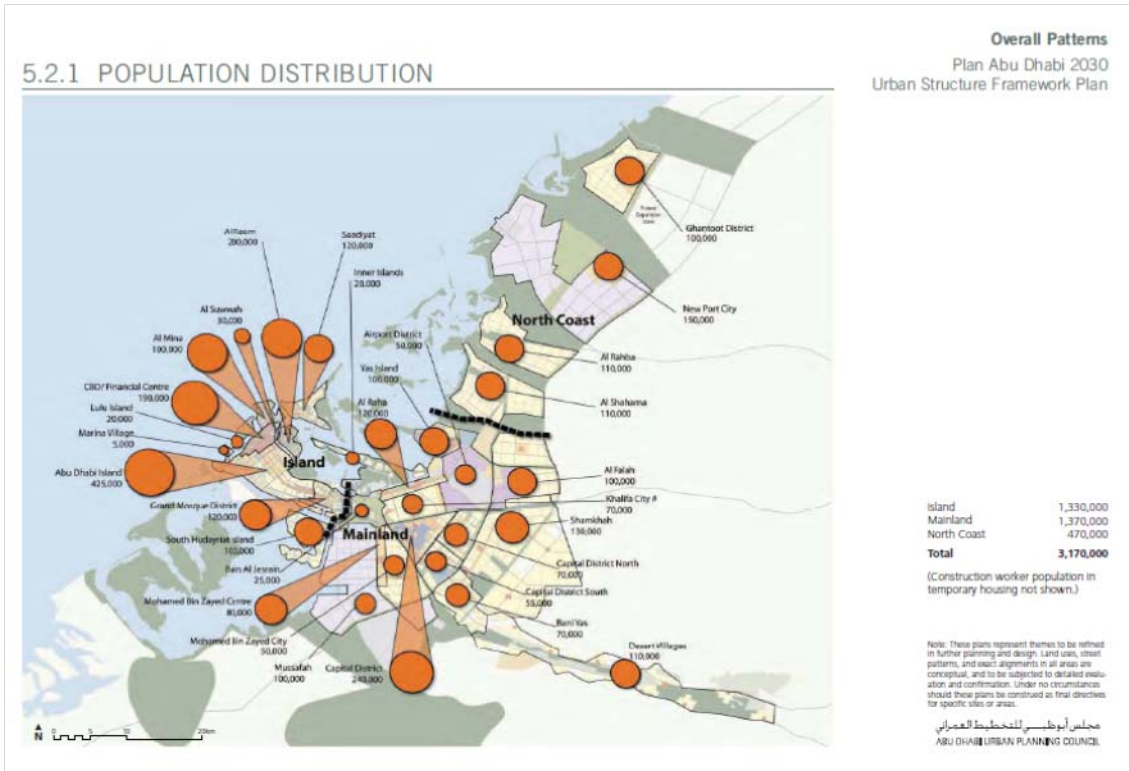 Overall Patterns
Plan Abu Dhabi 2030
Urban Structure Framework Plan
5.2.1 POPULATION DISTRIBUTION
Ghantoot District
100,000
New Port City
150,000
North Coast
Al Rahba
110,000
Al Shahama
110,000
Al Reem
200,000
Saadiyat
120,000
Inner Islands
28,000
Al Suwwah
30,000
Al Mina
100,000
Airport District
50,000
Yas Island
100,000
Al Raha
120,000
CBD/ Financial Centre
190,000
Lulu Island
20,000
Marina Village
5,000
Island
Abu Dhabi Island
425,000
Al Falah
100,000
Khalifa City A
70,000
Grand Mosque District
120,000
Shamkhah
130,000
South Hudayriat Island
Mainland
Bain Al Jesrain
25,000
Capital District North
70,000
Mohamed Bin Zayed Centre
80,000
Capital District South
55,000
Mohamed Bin Zayed City
50,000
Bani Yas
70,000
Mussafah
100,000
Capital District
240,000
Desert Villages
110,000
N
0
5
10
20km
Island 1,330,000
Mainland 1,370,000
North Coast 470,000
Total 3,170,000
(Construction worker population in
temporary housing not shown.)
Note: These plans represent themes to be refined
in further planning and design. Land uses, street
patterns, and exact alignments in all areas are
conceptual, and to be subjected to detailed evalu-
ation and confirmation. Under no circumstances
should these plans be construed as final directives
for specific sites or areas.
مجلس أبوظبي للتخطيط العمراني
ABU DHABI URBAN PLANNING COUNCIL